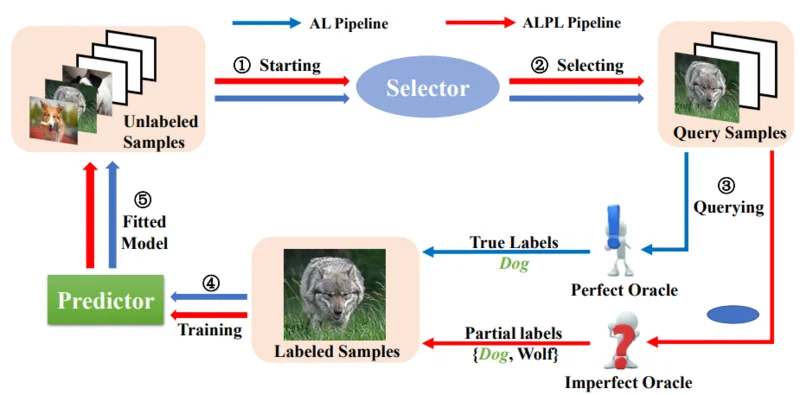 AL Pipeline
ALPL Pipeline
① Starting
② Selecting
Selector
Unlabeled
Samples
Query Samples
③
Querying
⑤
Fitted
Model
True Labels
Dog
Perfect Oracle
④
Predictor
Training
Labeled Samples
Partial labels
{Dog, Wolf}
Imperfect Oracle